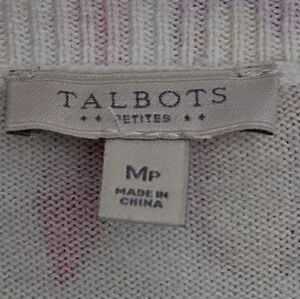 TALBOTS
PETITES
MP
MADE IN
CHINA